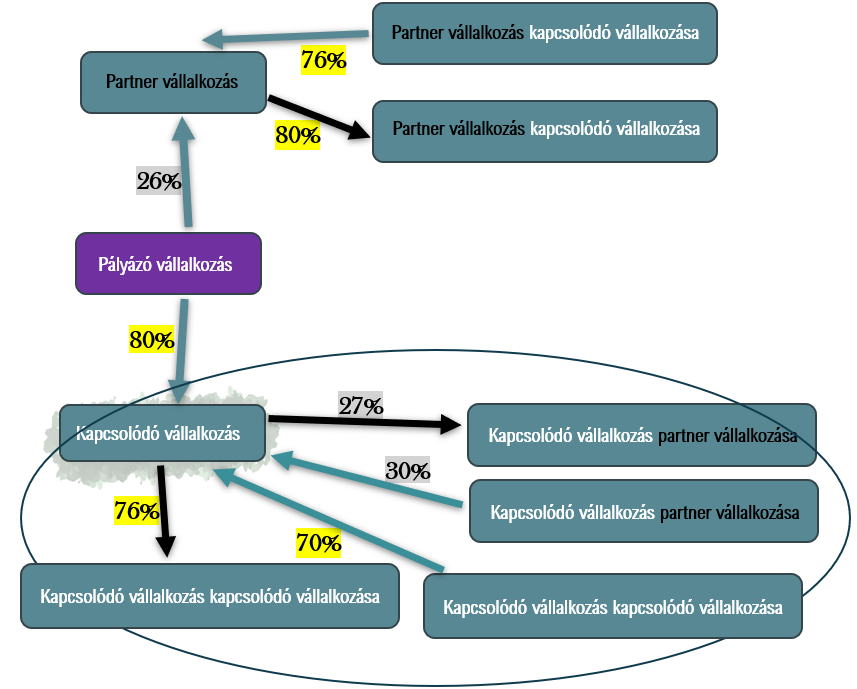 Partner vállalkozás kapcsolódó vállalkozása
76%
Partner vállalkozás
80%
Partner vállalkozás kapcsolódó vállalkozása
26%
Pályázó vállalkozás
80%
27%
Kapcsolódó vállalkozás
Kapcsolódó vállalkozás partner vállalkozása
30%
Kapcsolódó vállalkozás partner vállalkozása
76%
70%
Kapcsolódó vállalkozás kapcsolódó vállalkozása
Kapcsolódó vállalkozás kapcsolódó vállalkozása